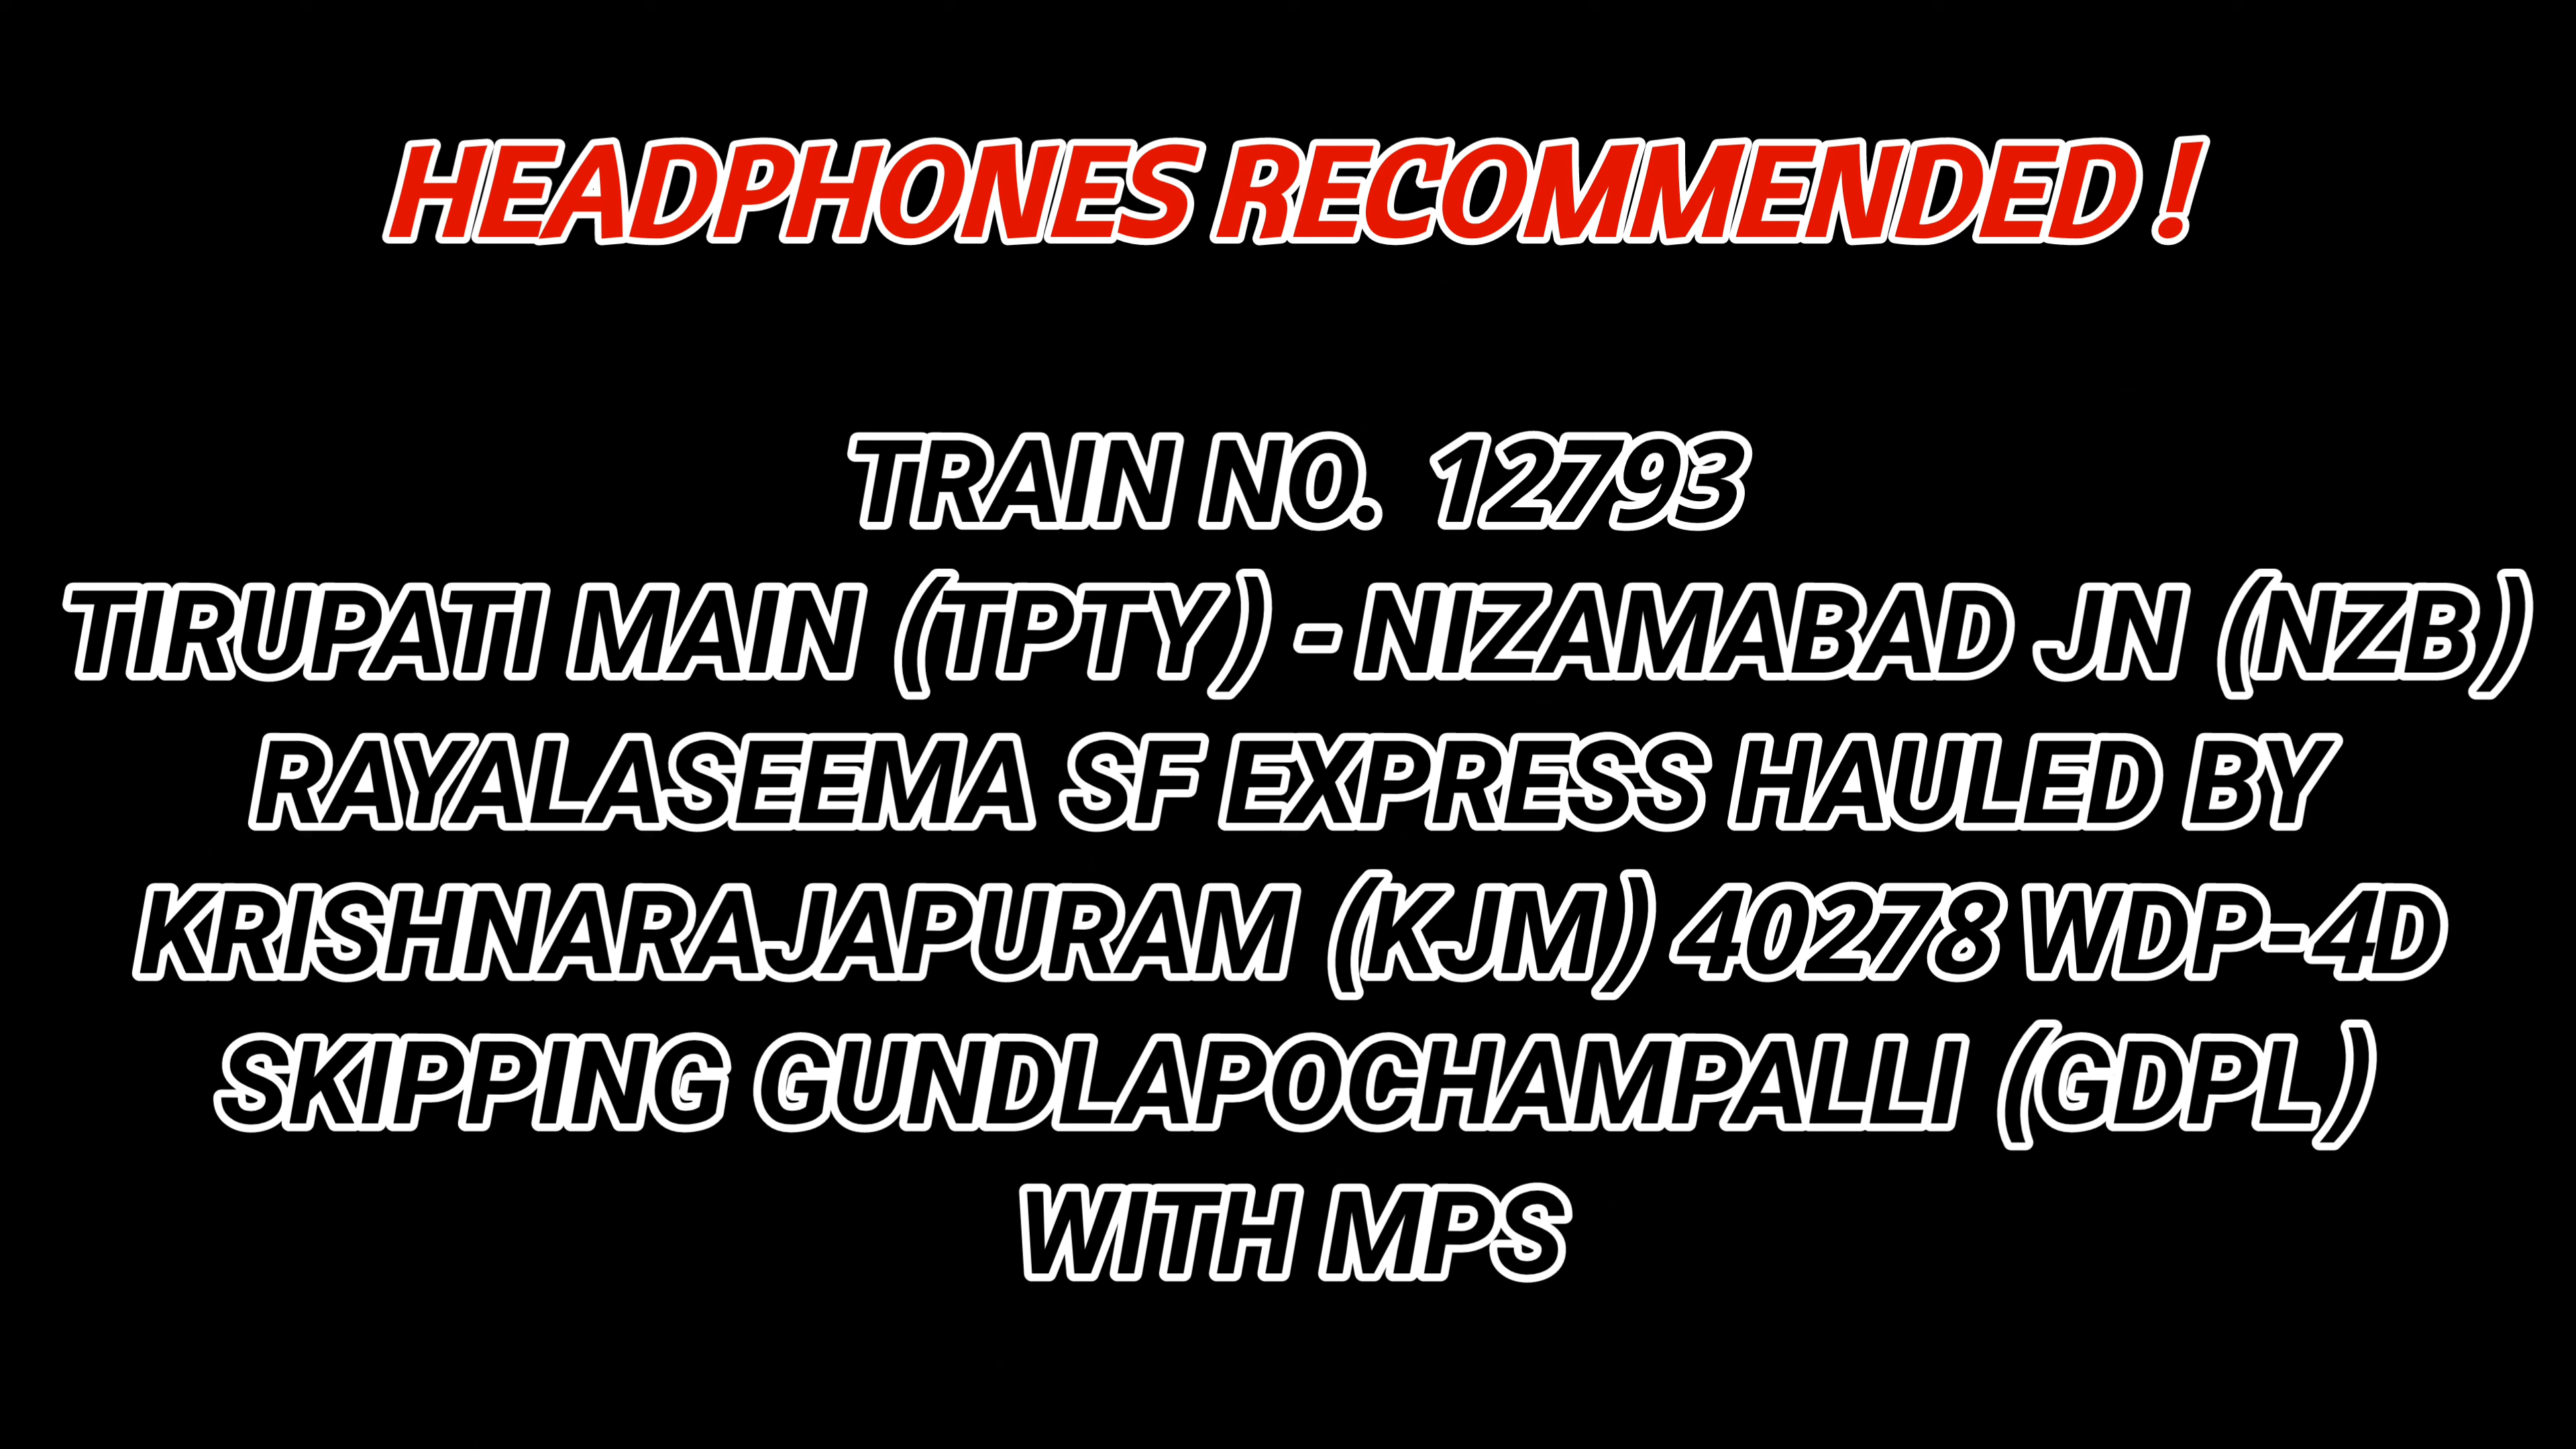 HEADPHONES RECOMMENDED !
TRAIN NO. 12793
TIRUPATI MAIN (TPTY) - NIZAMABAD JN (NZB)
RAYALASEEMA SF EXPRESS HAULED BY
KRISHNARAJAPURAM (KJM) 40278 WDP-4D
SKIPPING GUNDLAPOCHAMPALLI (GDPL)
WITH MPS